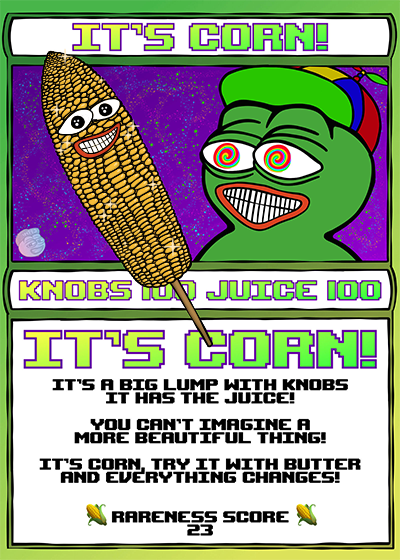 IT'S CORN!
KNOBS 100 JUICE 100
IT'S CORN!
IT'S A BIG LUMP WITH KNOBS
IT HAS THE JUICE!
YOU CAN'T IMAGINE A
MORE BEAUTIFUL THING!
IT'S CORN, TRY IT WITH BUTTER
AND EVERYTHING CHANGES!
🌽 RARENESS SCORE 🌽
23